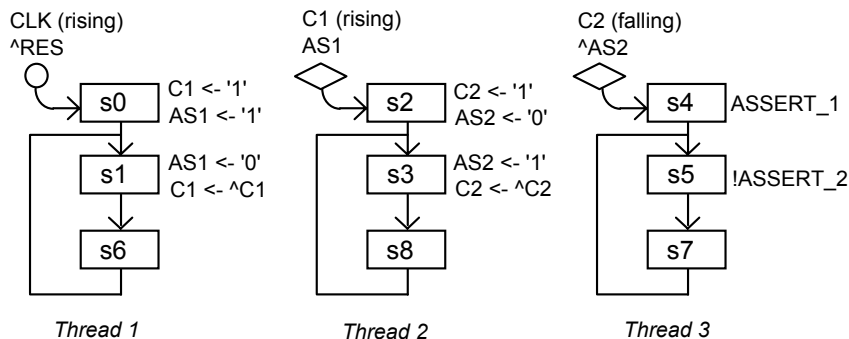 CLK (rising)
^RES
s0
C1 <- '1'
AS1 <- '1'
s1
AS1 <- '0'
C1 <- ^C1
s6
Thread 1
C1 (rising)
AS1
s2
C2 <- '1'
AS2 <- '0'
s3
AS2 <- '1'
C2 <- ^C2
s8
Thread 2
C2 (falling)
^AS2
s4
ASSERT_1
s5
!ASSERT_2
s7
Thread 3